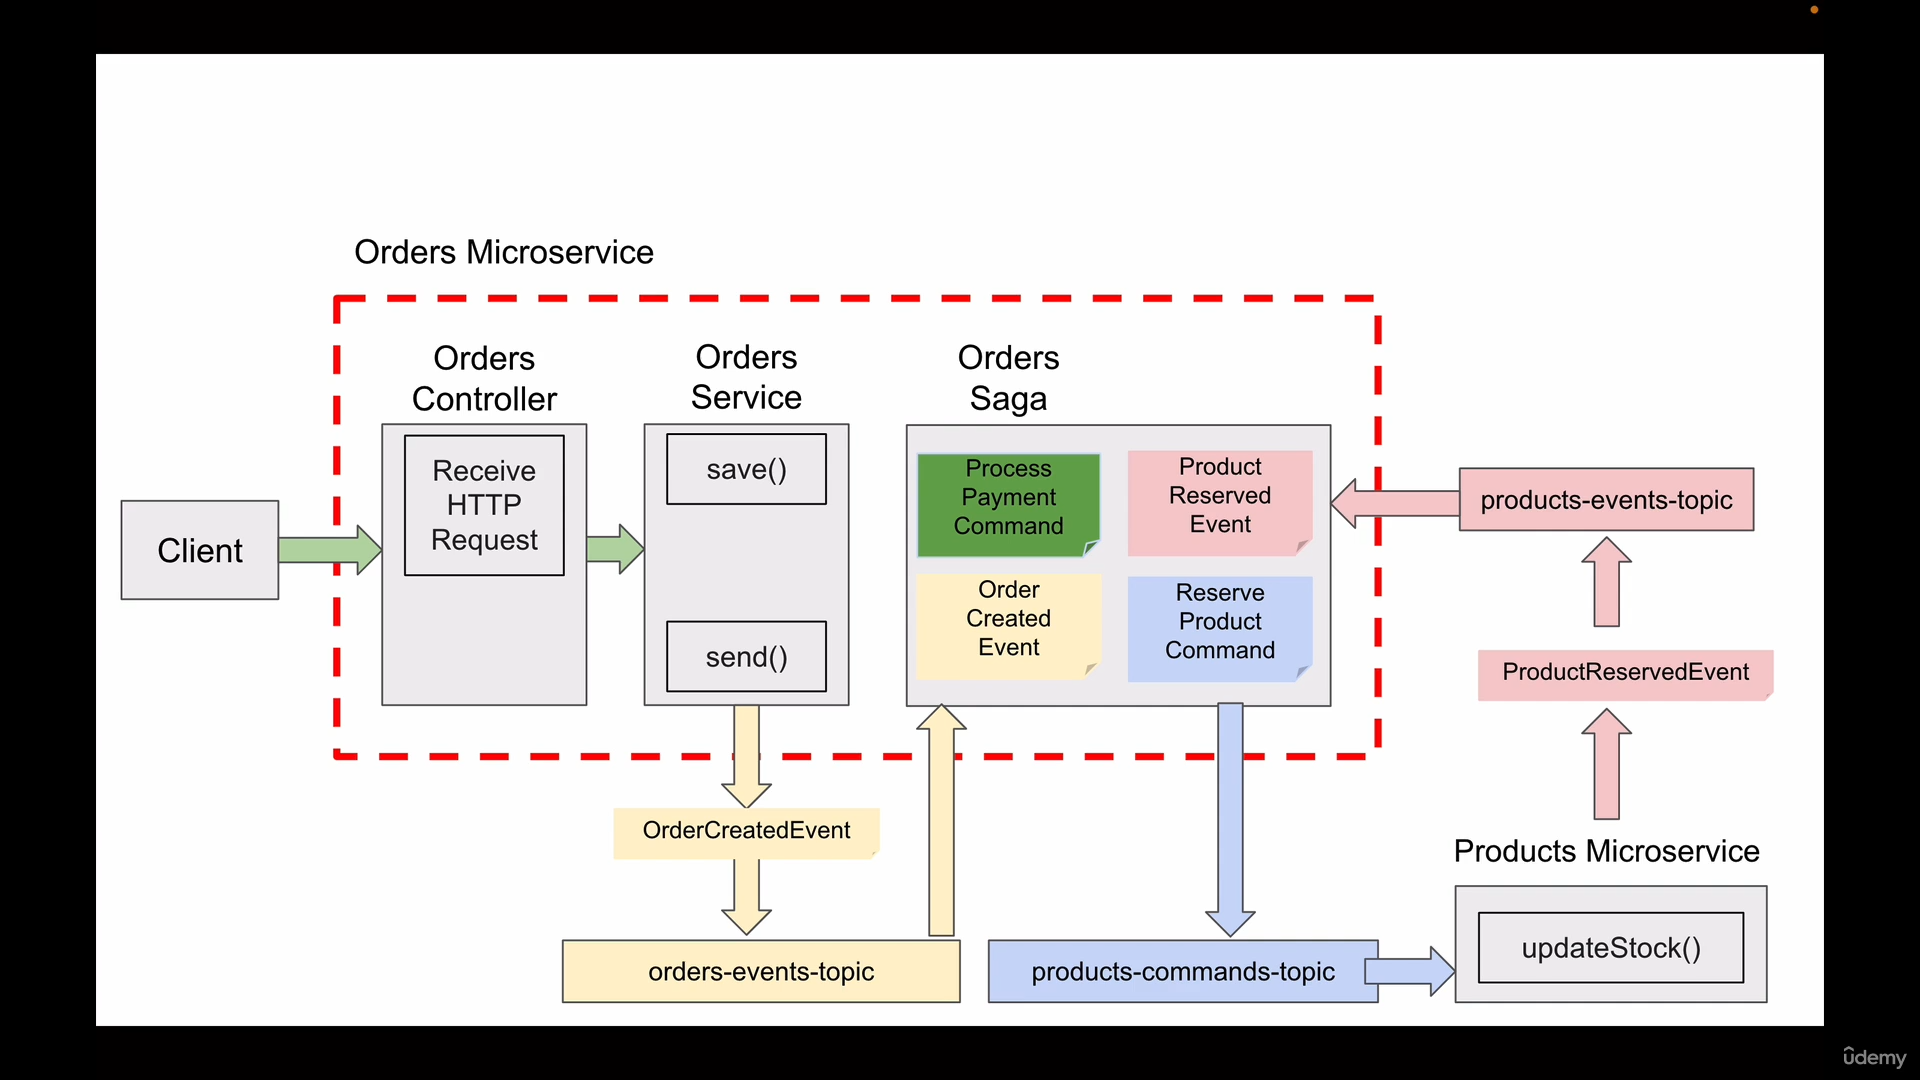 Orders Microservice
Orders
Controller
Receive
HTTP
Request
Orders
Service
save()
send()
Orders
Saga
Process
Payment
Command
Product
Reserved
Event
Order
Created
Event
Reserve
Product
Command
Client
products-events-topic
ProductReservedEvent
OrderCreatedEvent
Products Microservice
updateStock()
orders-events-topic
products-commands-topic
udemy